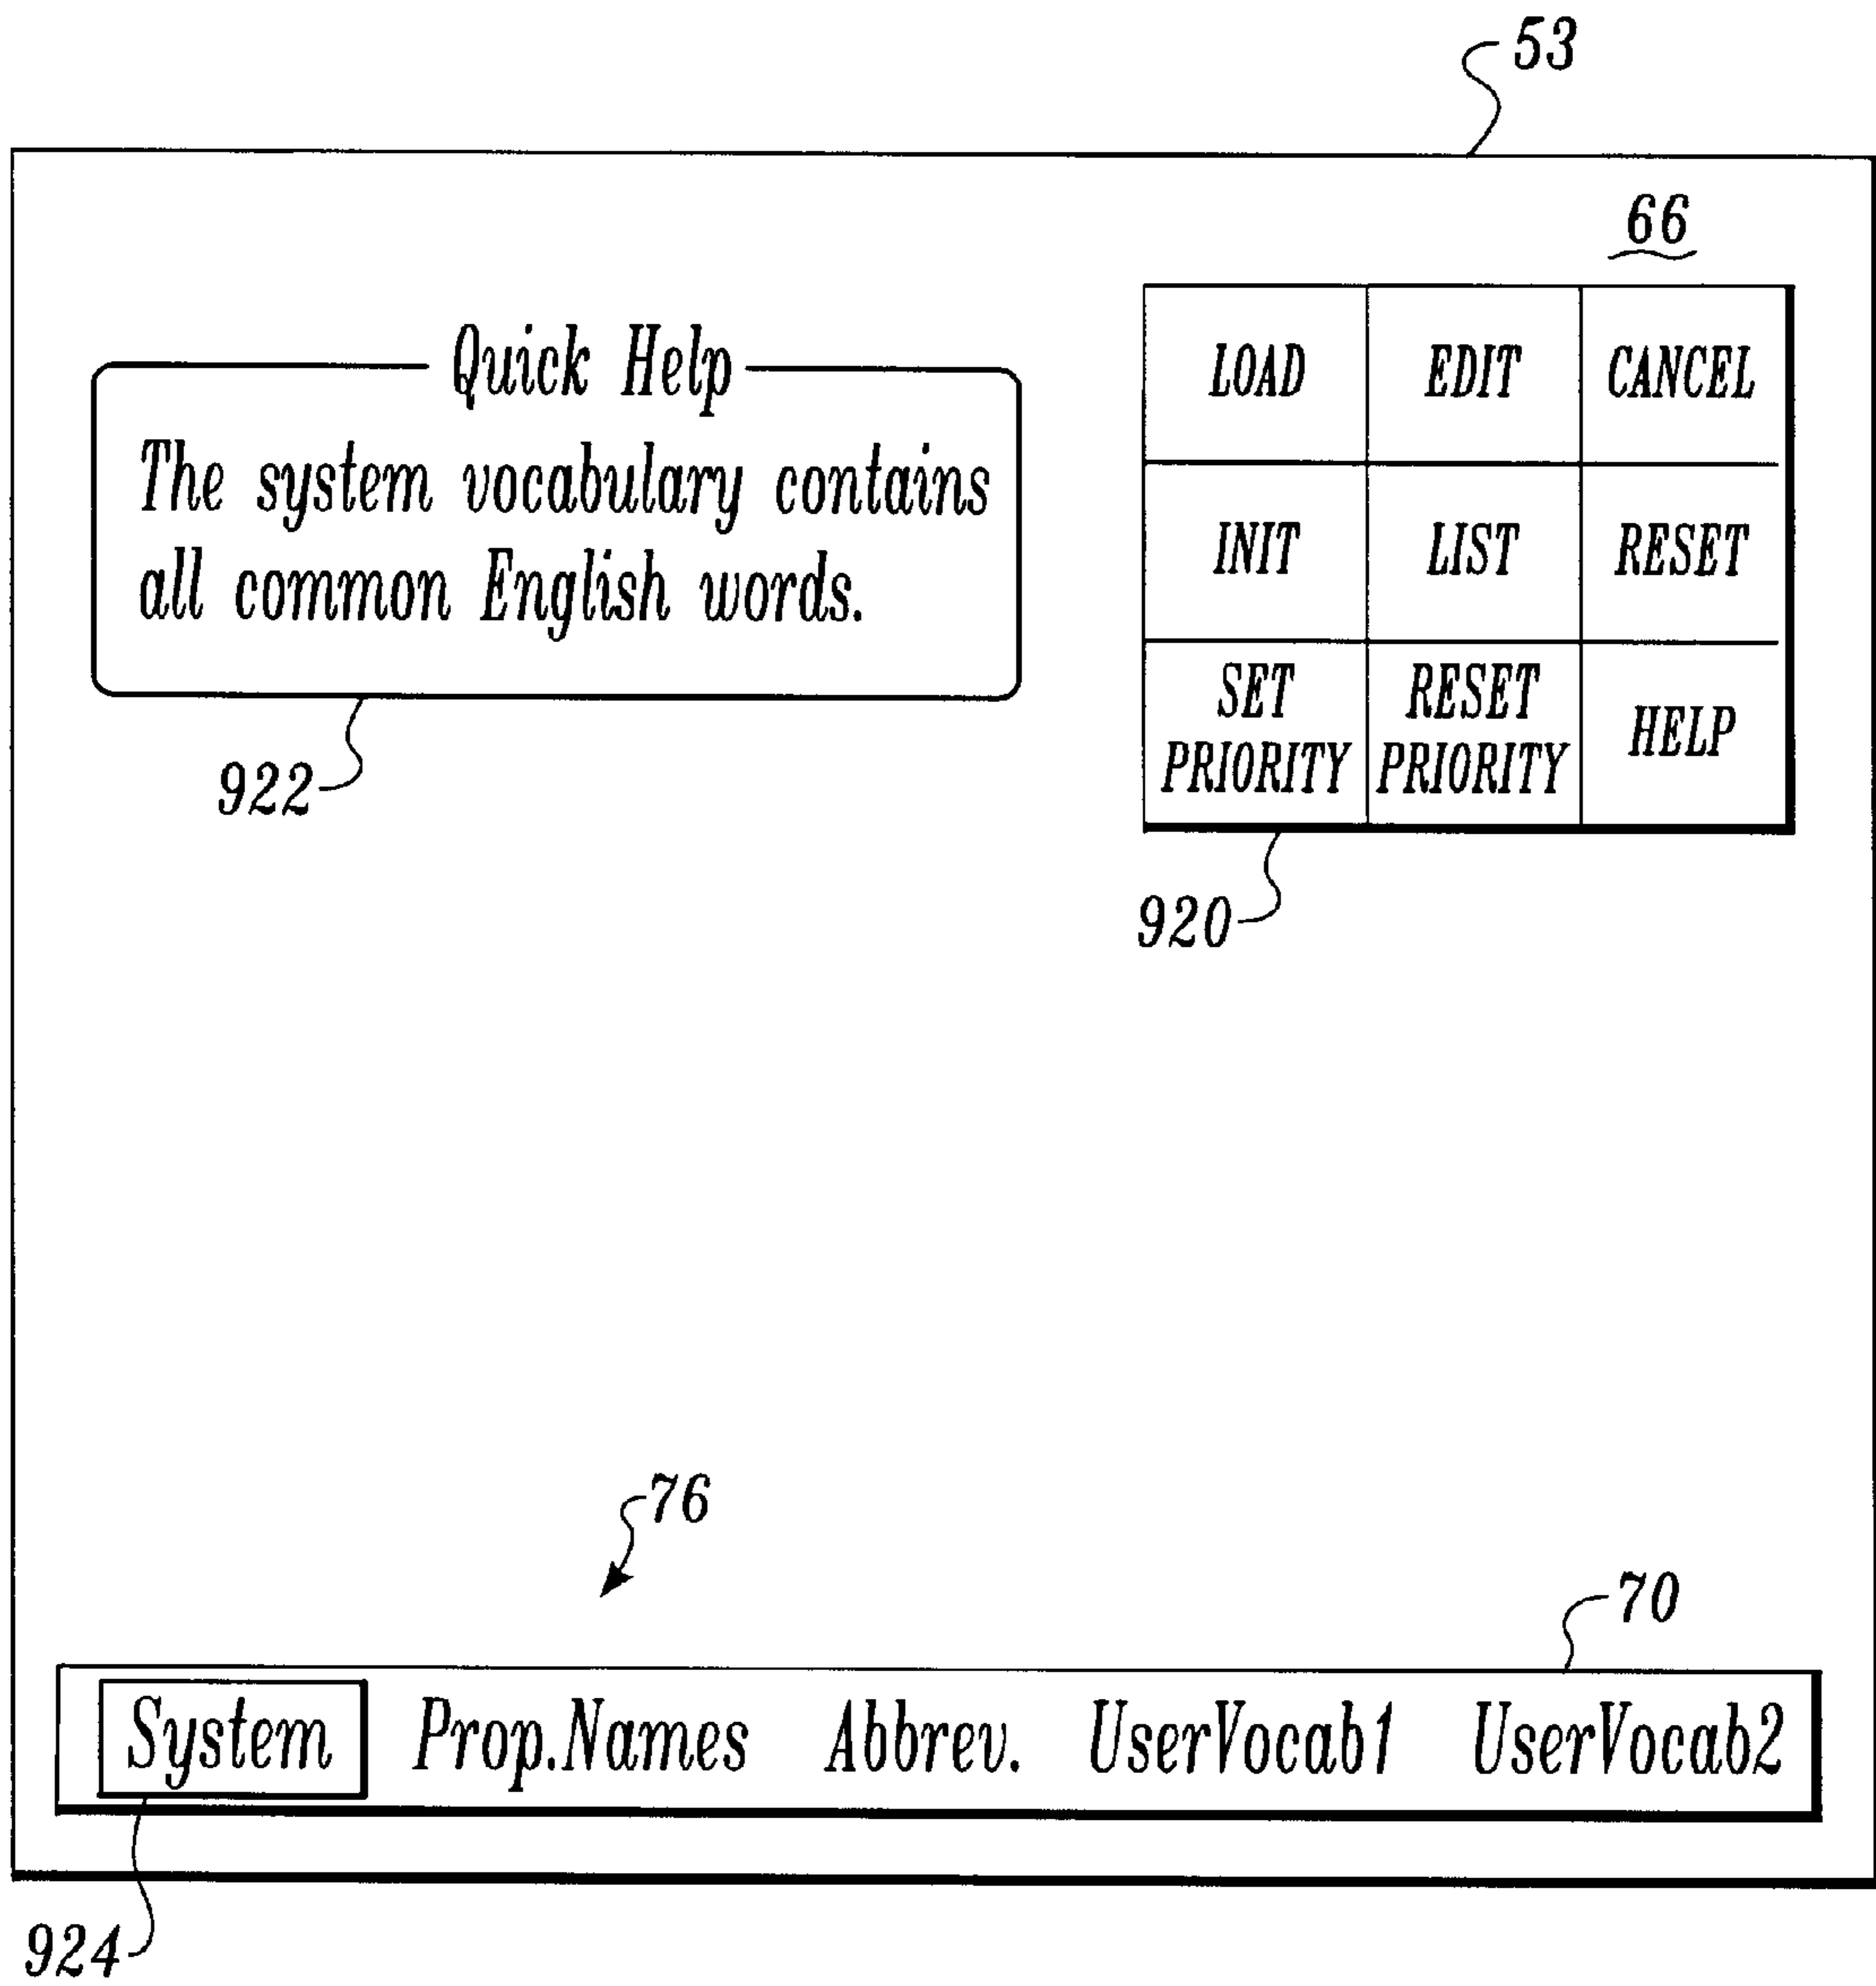 53
66
Quick Help
The system vocabulary contains
all common English words.
922
LOAD EDIT CANCEL
INIT LIST RESET
SET PRIORITY RESET PRIORITY HELP
920
76
70
System Prop.Names Abbrev. UserVocab1 UserVocab2
924